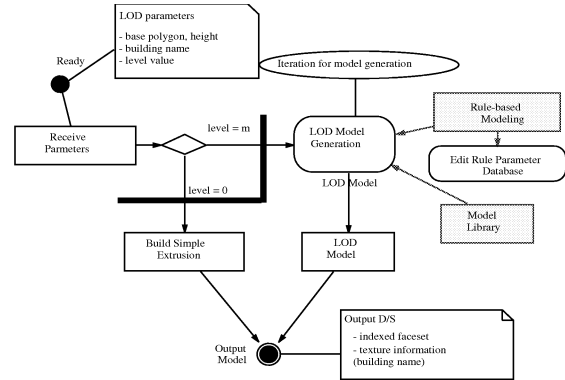 LOD parameters
- base polygon, height
- building name
- level value
Ready
Iteration for model generation
Rule-based
Modeling
Receive
Parmeters
level = m
LOD Model
Generation
Edit Rule Parameter
Database
LOD Model
level = 0
Model
Library
Build Simple
Extrusion
LOD
Model
Output D/S
- indexed faceset
- texture information
(building name)
Output
Model